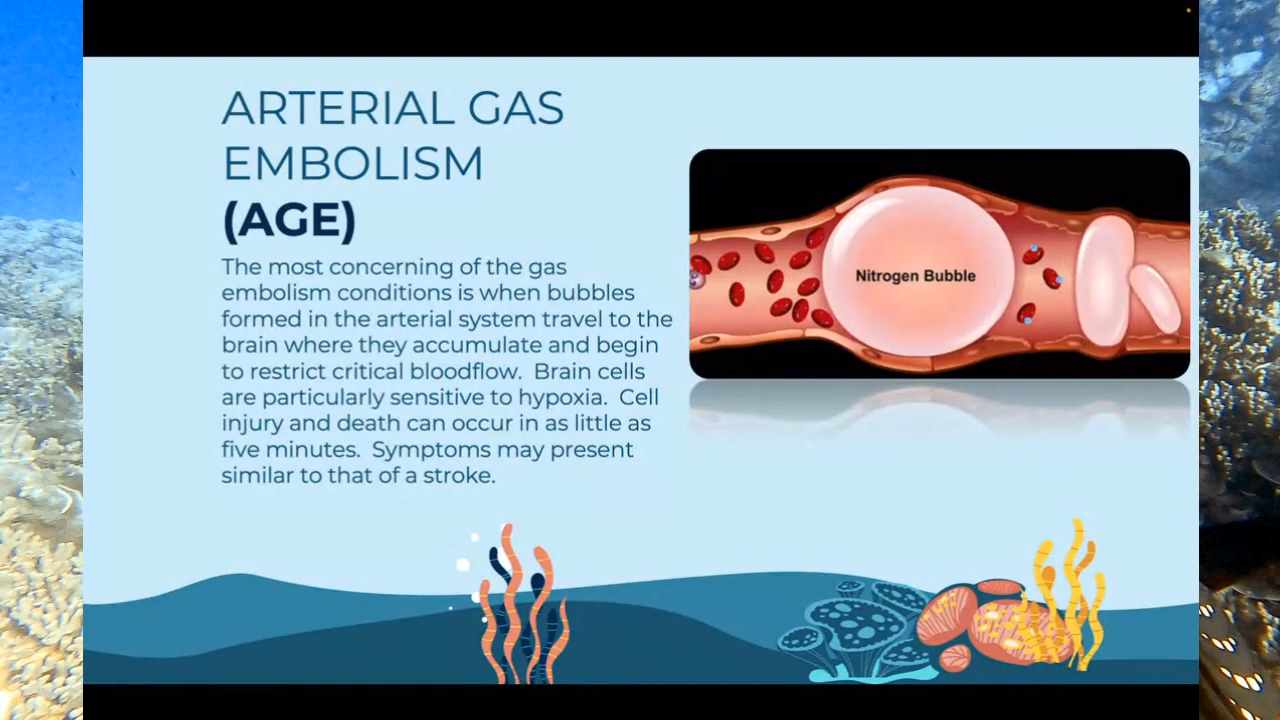 ARTERIAL GAS
EMBOLISM
(AGE)
The most concerning of the gas
embolism conditions is when bubbles
formed in the arterial system travel to the
brain where they accumulate and begin
to restrict critical bloodflow.  Brain cells
are particularly sensitive to hypoxia.  Cell
injury and death can occur in as little as
five minutes.  Symptoms may present
similar to that of a stroke.
Nitrogen Bubble